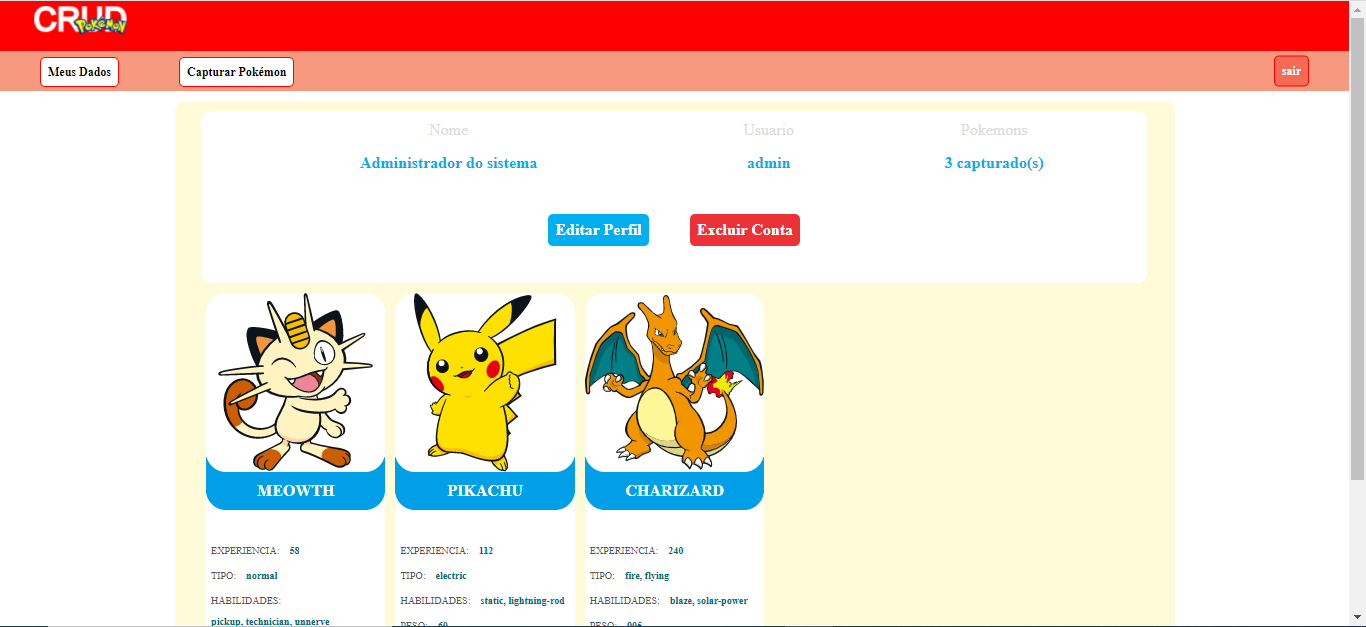 CRUD
Pokémon
Meus Dados Capturar Pokémon sair
Nome Usuario Pokemons
Administrador do sistema admin 3 capturado(s)
Editar Perfil Excluir Conta
MEOWTH PIKACHU CHARIZARD
EXPERIENCIA: 58 EXPERIENCIA: 112 EXPERIENCIA: 240
TIPO: normal TIPO: electric TIPO: fire, flying
HABILIDADES: HABILIDADES: static, lightning-rod HABILIDADES: blaze, solar-power
pickup, technician, unnerve PESO: 60 PESO: 905